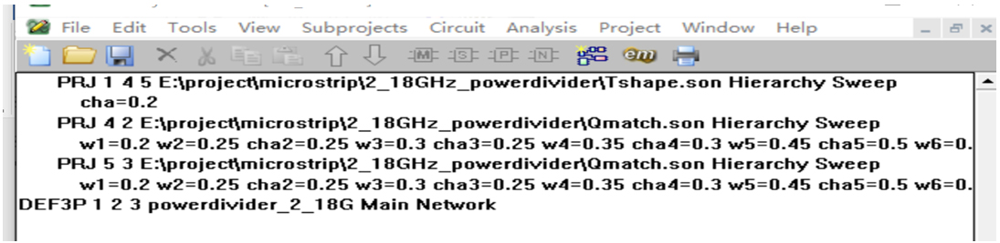 File Edit Tools View Subprojects Circuit Analysis Project Window Help
M S P N em
PRJ 1 4 5 E:\project\microstrip\2_18GHz_powerdivider\Tshape.son Hierarchy Sweep
cha=0.2
PRJ 4 2 E:\project\microstrip\2_18GHz_powerdivider\Qmatch.son Hierarchy Sweep
w1=0.2 w2=0.25 cha2=0.25 w3=0.3 cha3=0.25 w4=0.35 cha4=0.3 w5=0.45 cha5=0.5 w6=0.
PRJ 5 3 E:\project\microstrip\2_18GHz_powerdivider\Qmatch.son Hierarchy Sweep
w1=0.2 w2=0.25 cha2=0.25 w3=0.3 cha3=0.25 w4=0.35 cha4=0.3 w5=0.45 cha5=0.5 w6=0.
DEF3P 1 2 3 powerdivider_2_18G Main Network